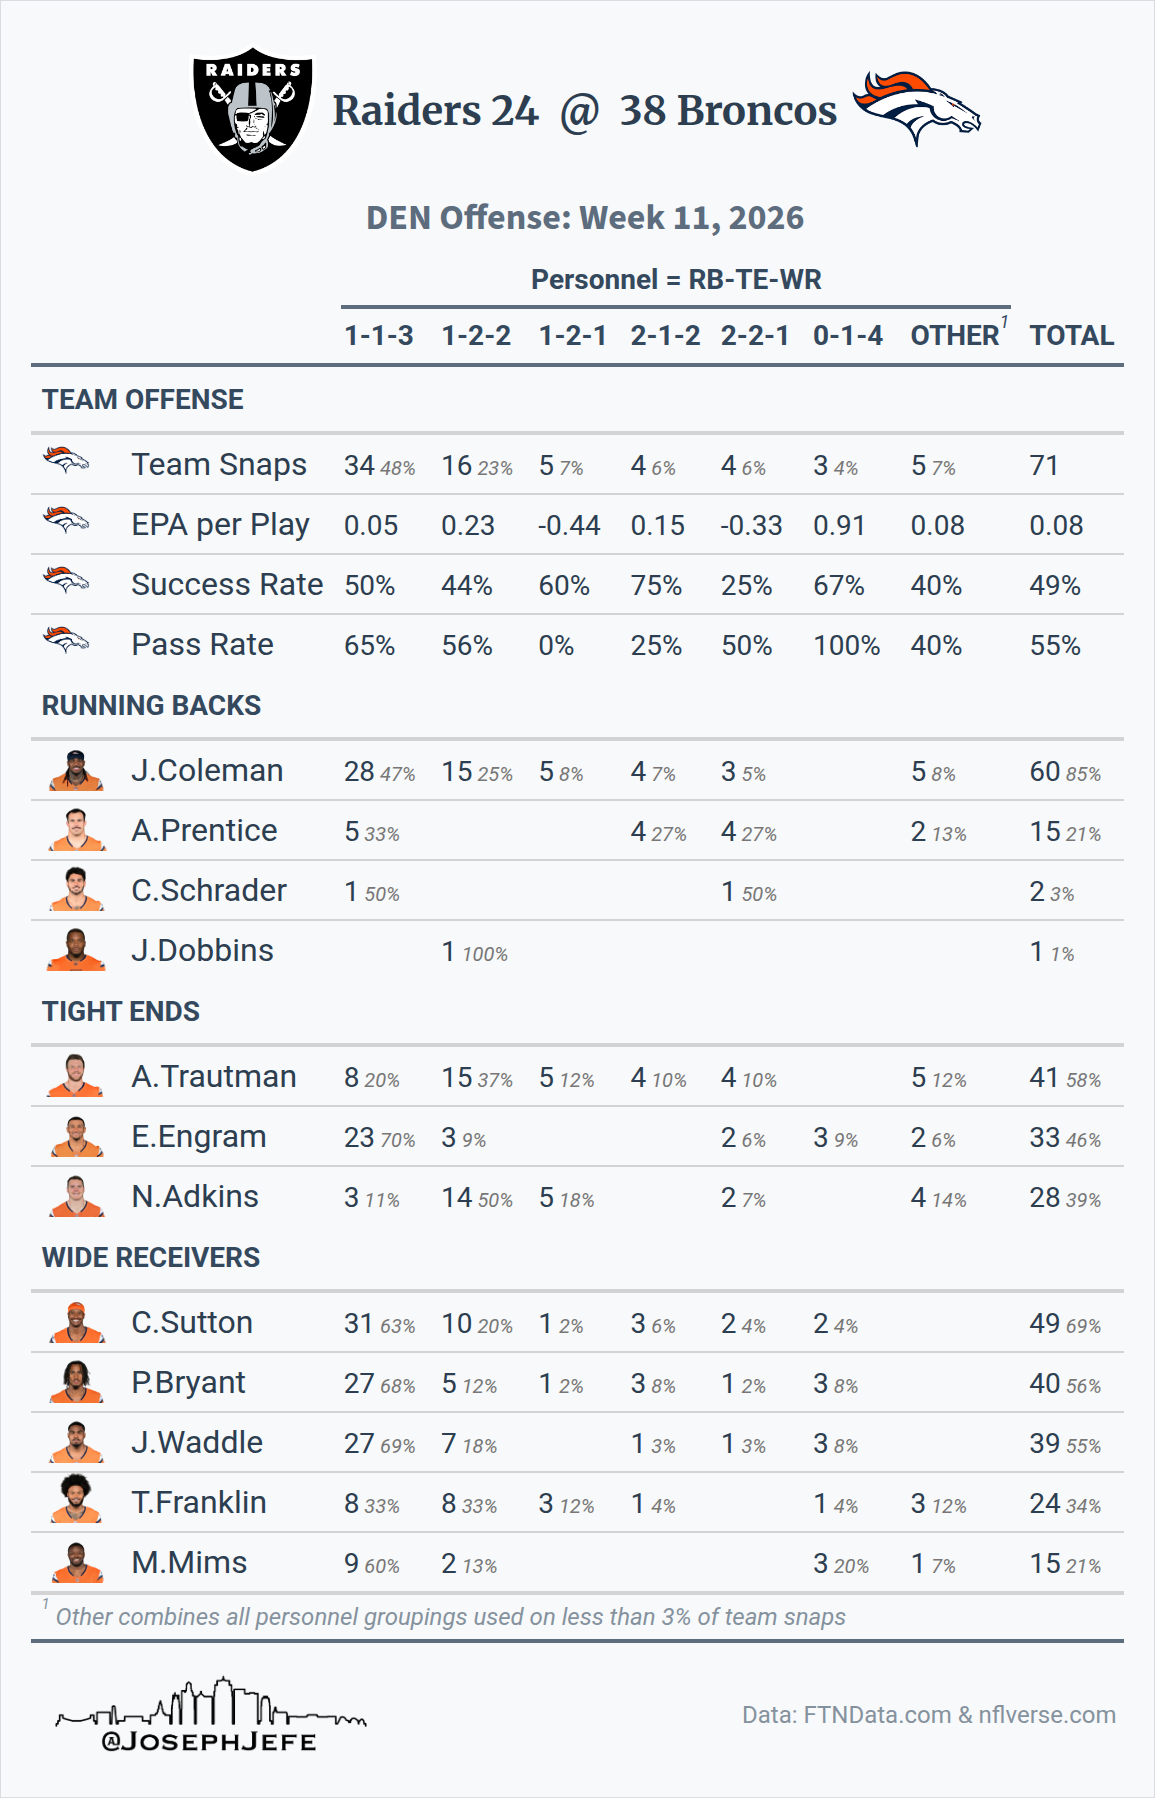 RAIDERS
Raiders 24 @ 38 Broncos
DEN Offense: Week 11, 2026
Personnel = RB-TE-WR
1-1-3 1-2-2 1-2-1 2-1-2 2-2-1 0-1-4 OTHER 1 TOTAL
TEAM OFFENSE
Team Snaps 34 48% 16 23% 5 7% 4 6% 4 6% 3 4% 5 7% 71
EPA per Play 0.05 0.23 -0.44 0.15 -0.33 0.91 0.08 0.08
Success Rate 50% 44% 60% 75% 25% 67% 40% 49%
Pass Rate 65% 56% 0% 25% 50% 100% 40% 55%
RUNNING BACKS
J.Coleman 28 47% 15 25% 5 8% 4 7% 3 5% 5 8% 60 85%
A.Prentice 5 33% 4 27% 4 27% 2 13% 15 21%
C.Schrader 1 50% 1 50% 2 3%
J.Dobbins 1 100% 1 1%
TIGHT ENDS
A.Trautman 8 20% 15 37% 5 12% 4 10% 4 10% 5 12% 41 58%
E.Engram 23 70% 3 9% 2 6% 3 9% 2 6% 33 46%
N.Adkins 3 11% 14 50% 5 18% 2 7% 4 14% 28 39%
WIDE RECEIVERS
C.Sutton 31 63% 10 20% 1 2% 3 6% 2 4% 2 4% 49 69%
P.Bryant 27 68% 5 12% 1 2% 3 8% 1 2% 3 8% 40 56%
J.Waddle 27 69% 7 18% 1 3% 1 3% 3 8% 39 55%
T.Franklin 8 33% 8 33% 3 12% 1 4% 1 4% 3 12% 24 34%
M.Mims 9 60% 2 13% 3 20% 1 7% 15 21%
1 Other combines all personnel groupings used on less than 3% of team snaps
@JOSEPHJEFE
Data: FTNData.com & nflverse.com